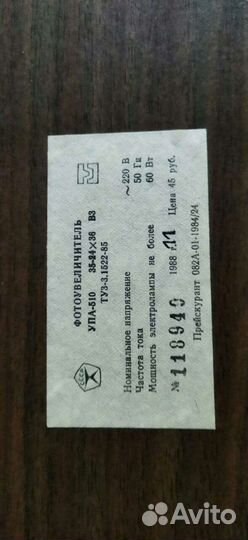 ФОТОУВЕЛИЧИТЕЛЬ
УПА-510 35-24×36 В3
ТУ3-3.1522-85
СССР
Номинальное напряжение ~220 В
Частота тока 50 Гц
Мощность электролампы не более 60 Вт
№ 118940 1988 г. 11 Цена 45 руб.
Прейскурант 082А-01-1984/24
Avito